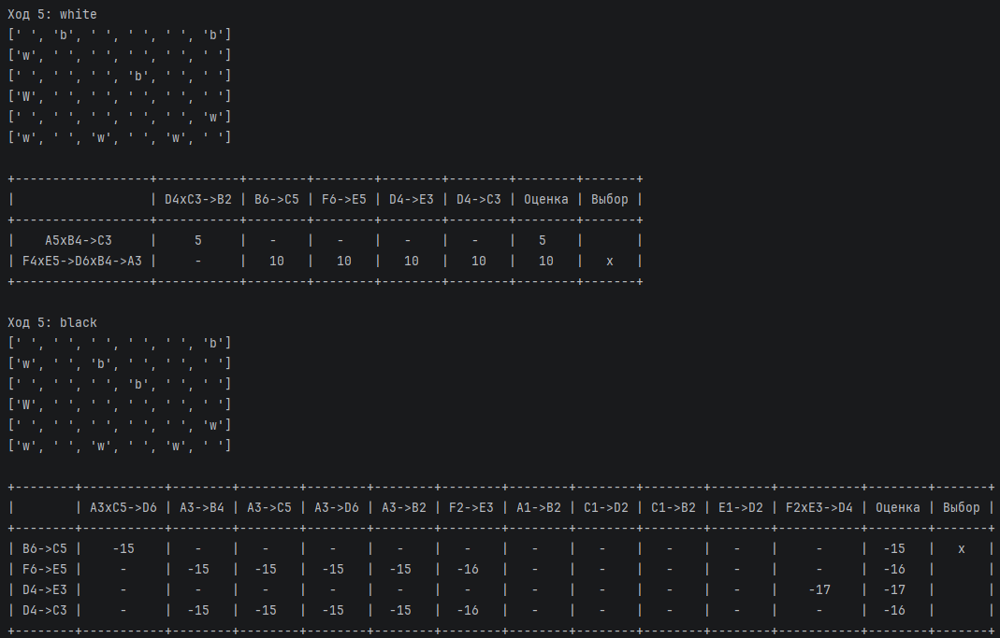 Ход 5: white
[' ', 'b', ' ', ' ', ' ', 'b']
['w', ' ', ' ', ' ', ' ', ' ']
[' ', ' ', ' ', 'b', ' ', ' ']
['W', ' ', ' ', ' ', ' ', ' ']
[' ', ' ', ' ', ' ', ' ', 'w']
['w', ' ', 'w', ' ', 'w', ' ']
+------------------+-----------+--------+--------+--------+--------+--------+-------+
|                  | D4xC3->B2 | B6->C5 | F6->E5 | D4->E3 | D4->C3 | Оценка | Выбор |
+------------------+-----------+--------+--------+--------+--------+--------+-------+
|    A5xB4->C3     |     5     |   -    |   -    |   -    |   -    |   5    |       |
| F4xE5->D6xB4->A3 |     -     |   10   |   10   |   10   |   10   |   10   |   x   |
+------------------+-----------+--------+--------+--------+--------+--------+-------+
Ход 5: black
[' ', ' ', ' ', ' ', ' ', 'b']
['w', ' ', 'b', ' ', ' ', ' ']
[' ', ' ', ' ', 'b', ' ', ' ']
['W', ' ', ' ', ' ', ' ', ' ']
[' ', ' ', ' ', ' ', ' ', 'w']
['w', ' ', 'w', ' ', 'w', ' ']
+--------+-----------+--------+--------+--------+--------+--------+--------+--------+--------+--------+-----------+--------+-------+
|        | A3xC5->D6 | A3->B4 | A3->C5 | A3->D6 | A3->B2 | F2->E3 | A1->B2 | C1->D2 | C1->B2 | E1->D2 | F2xE3->D4 | Оценка | Выбор |
+--------+-----------+--------+--------+--------+--------+--------+--------+--------+--------+--------+-----------+--------+-------+
| B6->C5 |    -15    |   -    |   -    |   -    |   -    |   -    |   -    |   -    |   -    |   -    |     -     |  -15   |   x   |
| F6->E5 |     -     |  -15   |  -15   |  -15   |  -15   |  -16   |   -    |   -    |   -    |   -    |     -     |  -16   |       |
| D4->E3 |     -     |   -    |   -    |   -    |   -    |   -    |   -    |   -    |   -    |   -    |    -17    |  -17   |       |
| D4->C3 |     -     |  -15   |  -15   |  -15   |  -15   |  -16   |   -    |   -    |   -    |   -    |     -     |  -16   |       |
+--------+-----------+--------+--------+--------+--------+--------+--------+--------+--------+--------+-----------+--------+-------+